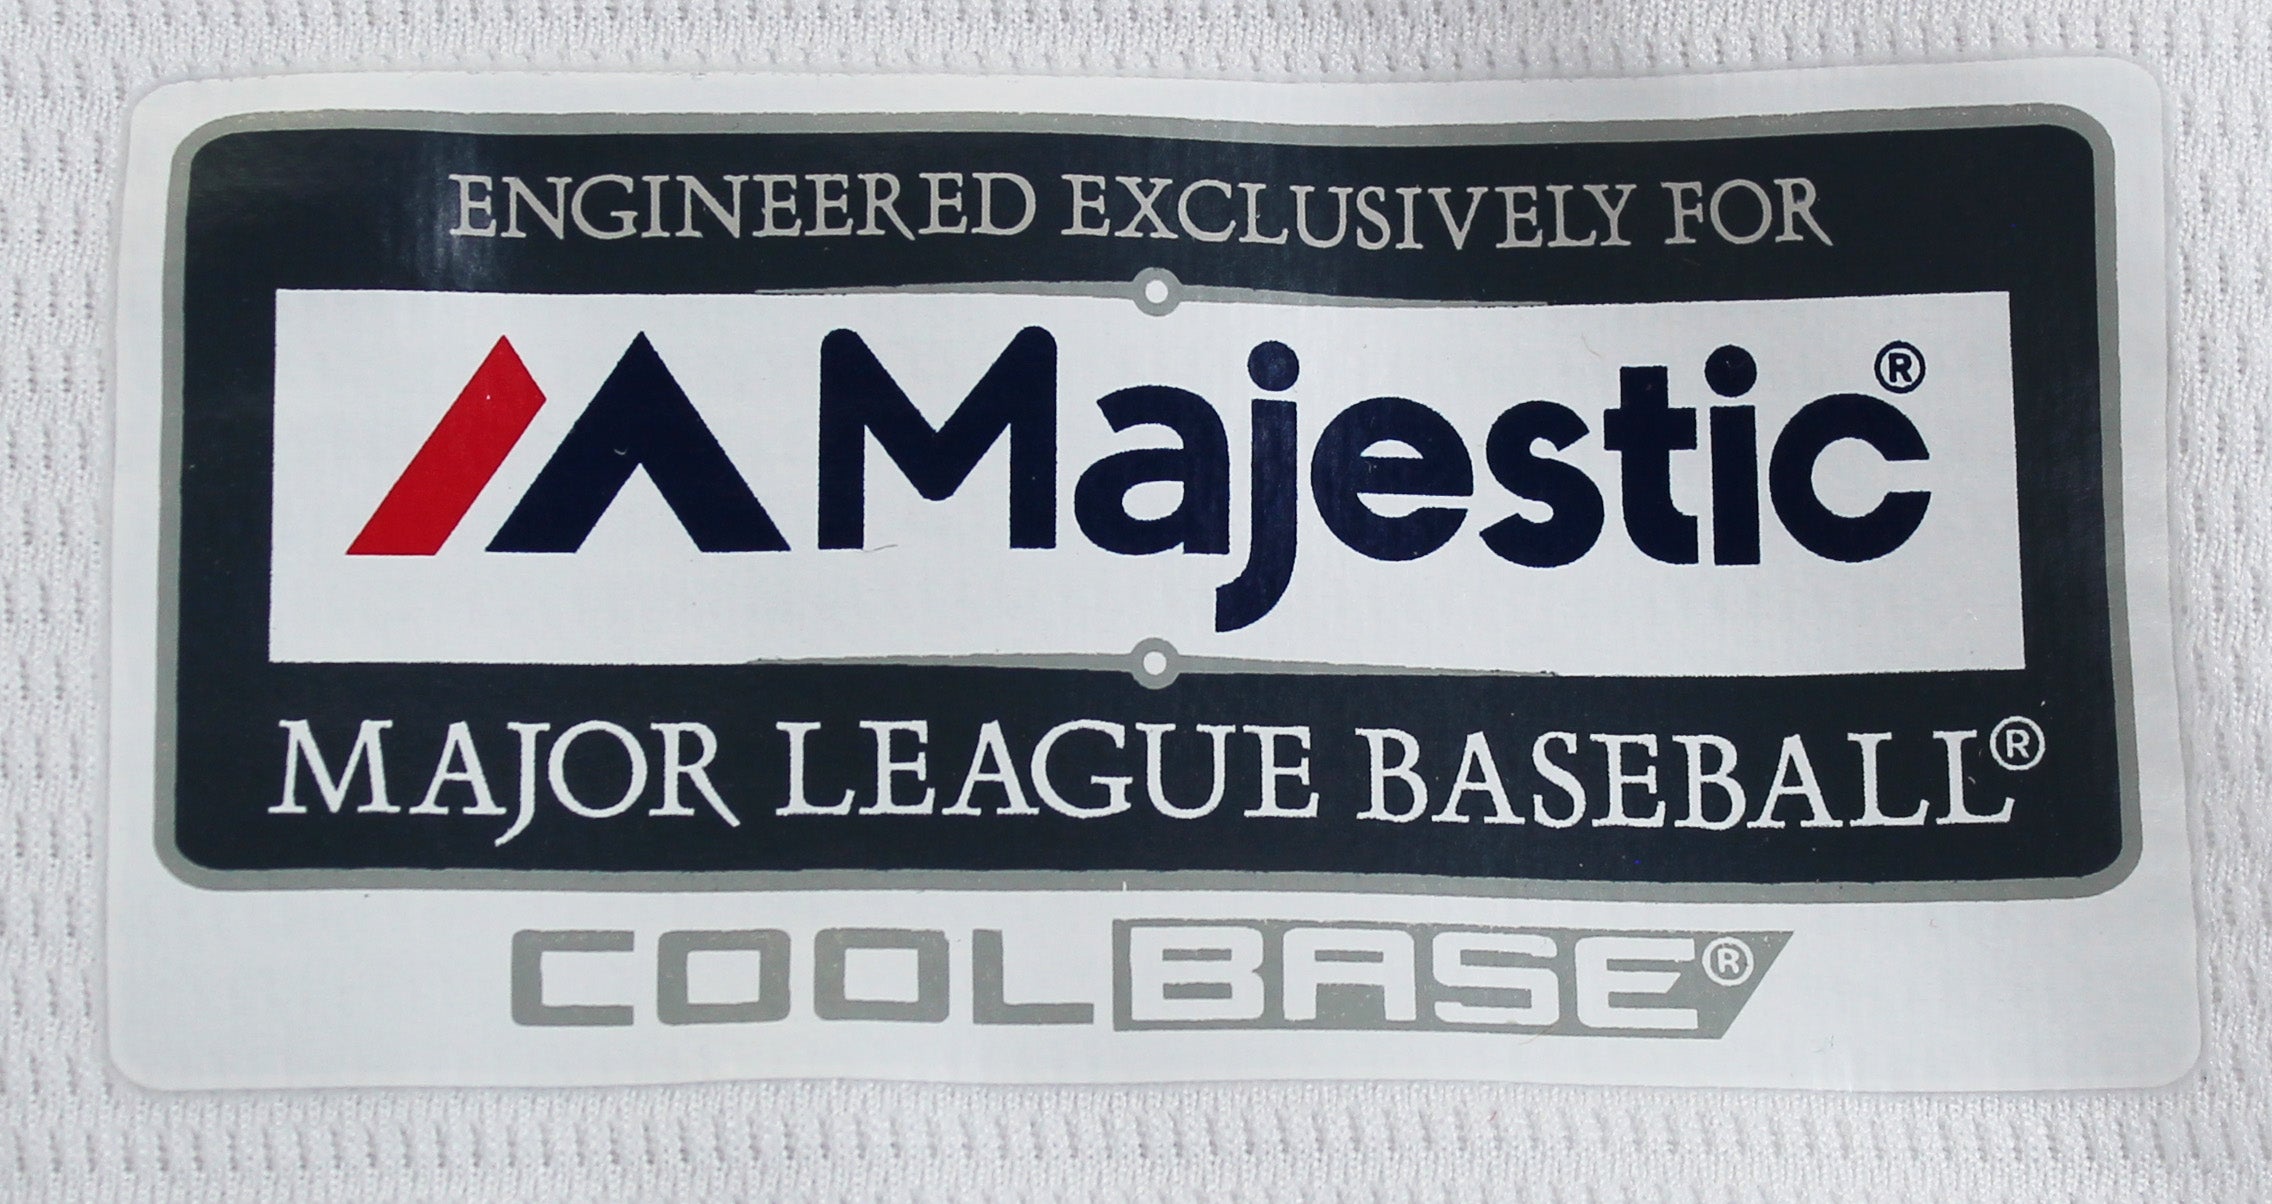 ENGINEERED EXCLUSIVELY FOR
Majestic®
MAJOR LEAGUE BASEBALL®
COOLBASE®